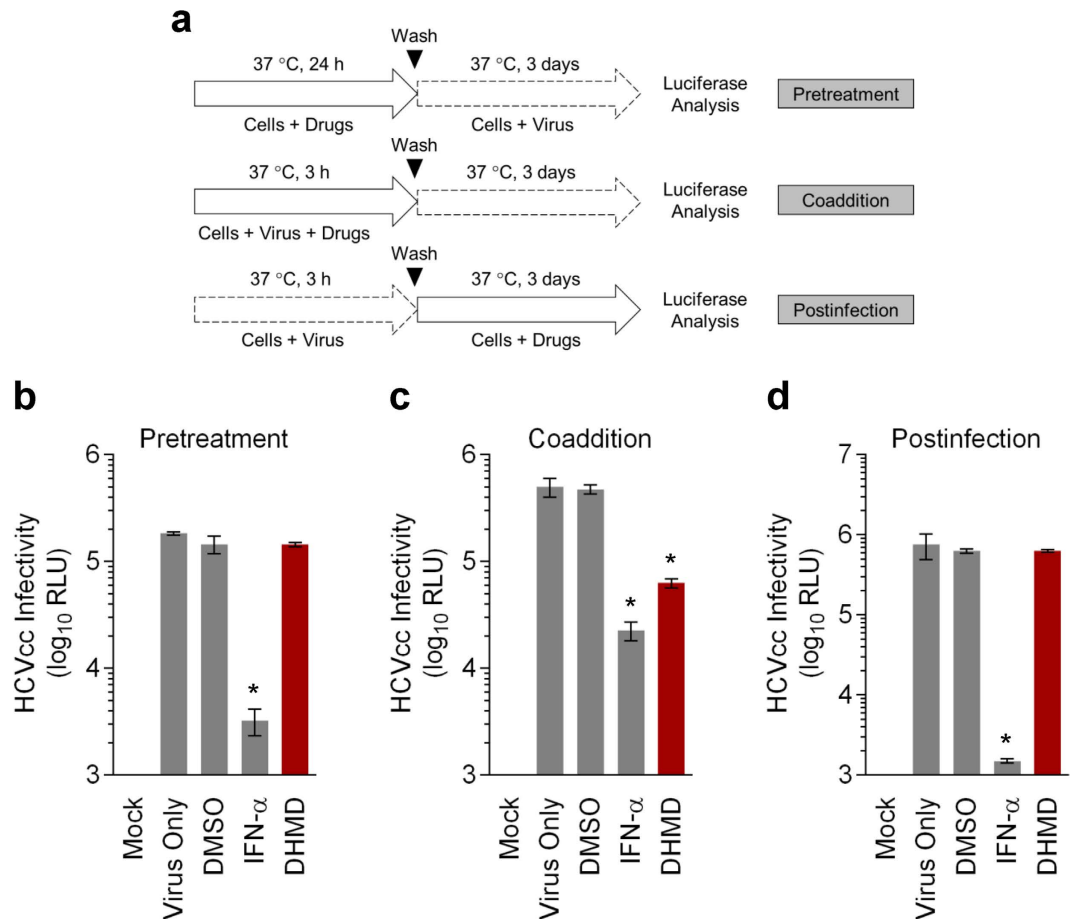 a
Wash
37 °C, 24 h
37 °C, 3 days
Cells + Drugs
Cells + Virus
Luciferase
Analysis
Pretreatment
Wash
37 °C, 3 h
37 °C, 3 days
Cells + Virus + Drugs
Luciferase
Analysis
Coaddition
Wash
37 °C, 3 h
37 °C, 3 days
Cells + Virus
Cells + Drugs
Luciferase
Analysis
Postinfection
b
Pretreatment
HCVcc Infectivity
(log10 RLU)
6
5
4
3
*
Mock
Virus Only
DMSO
IFN-α
DHMD
c
Coaddition
HCVcc Infectivity
(log10 RLU)
6
5
4
3
*
*
Mock
Virus Only
DMSO
IFN-α
DHMD
d
Postinfection
HCVcc Infectivity
(log10 RLU)
7
6
5
4
3
*
Mock
Virus Only
DMSO
IFN-α
DHMD